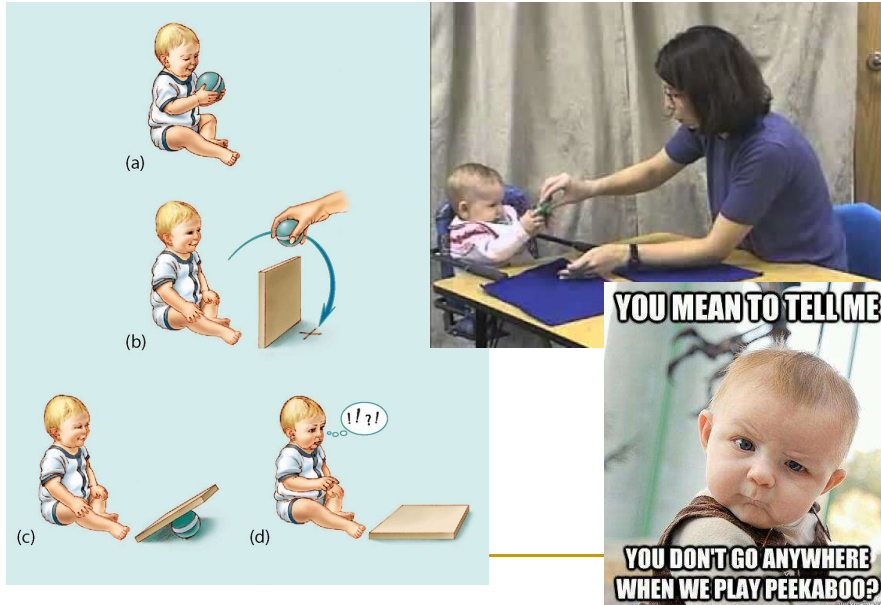 (a)
(b)
(c)
(d)
!!?!
YOU MEAN TO TELL ME
YOU DON'T GO ANYWHERE
WHEN WE PLAY PEEKABOO?